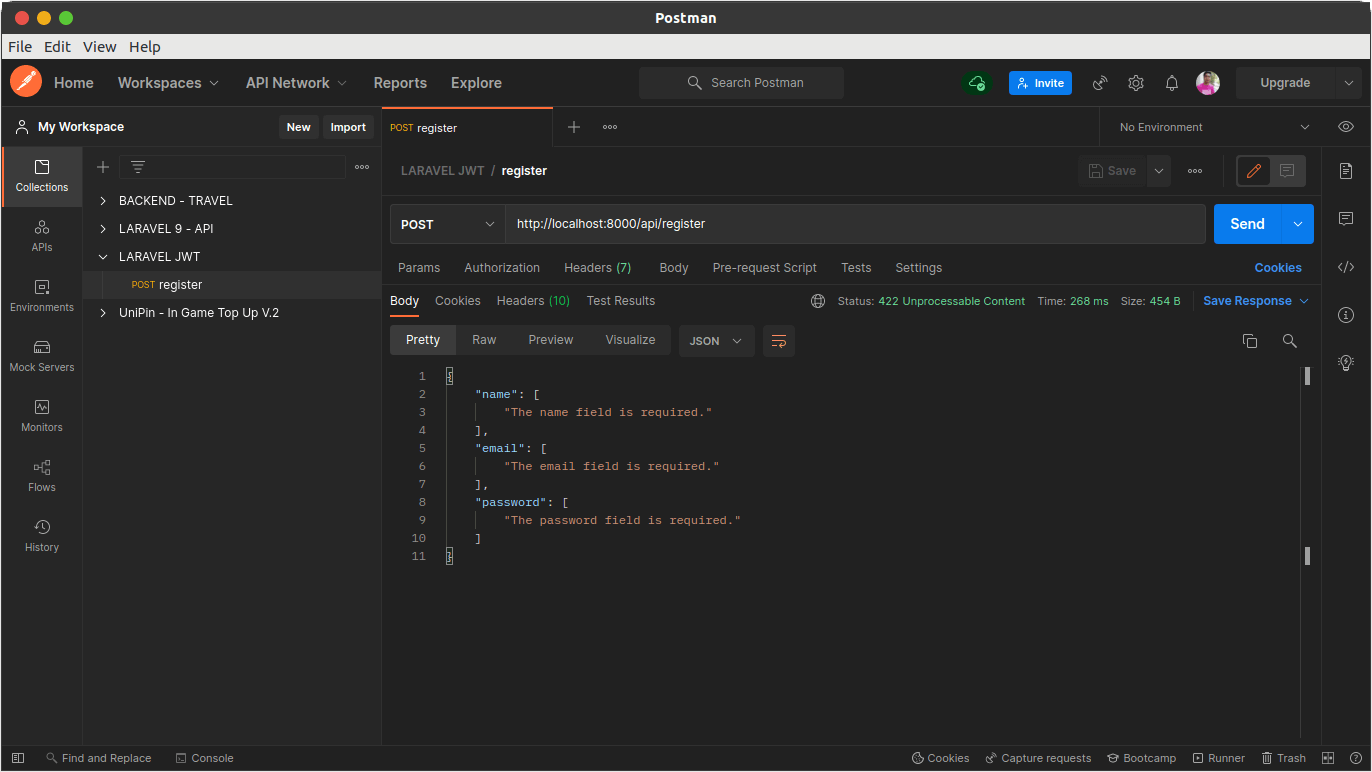 Postman
File Edit View Help
Home Workspaces API Network Reports Explore Search Postman Invite Upgrade
My Workspace New Import
POST register No Environment
Collections
APIs
Environments
Mock Servers
Monitors
Flows
History
BACKEND - TRAVEL
LARAVEL 9 - API
LARAVEL JWT
POST register
UniPin - In Game Top Up V.2
LARAVEL JWT / register Save
POST http://localhost:8000/api/register Send
Params Authorization Headers (7) Body Pre-request Script Tests Settings Cookies
Body Cookies Headers (10) Test Results Status: 422 Unprocessable Content Time: 268 ms Size: 454 B Save Response
Pretty Raw Preview Visualize JSON
1 {
2 "name": [
3 "The name field is required."
4 ],
5 "email": [
6 "The email field is required."
7 ],
8 "password": [
9 "The password field is required."
10 ]
11 }
Find and Replace Console Cookies Capture requests Bootcamp Runner Trash